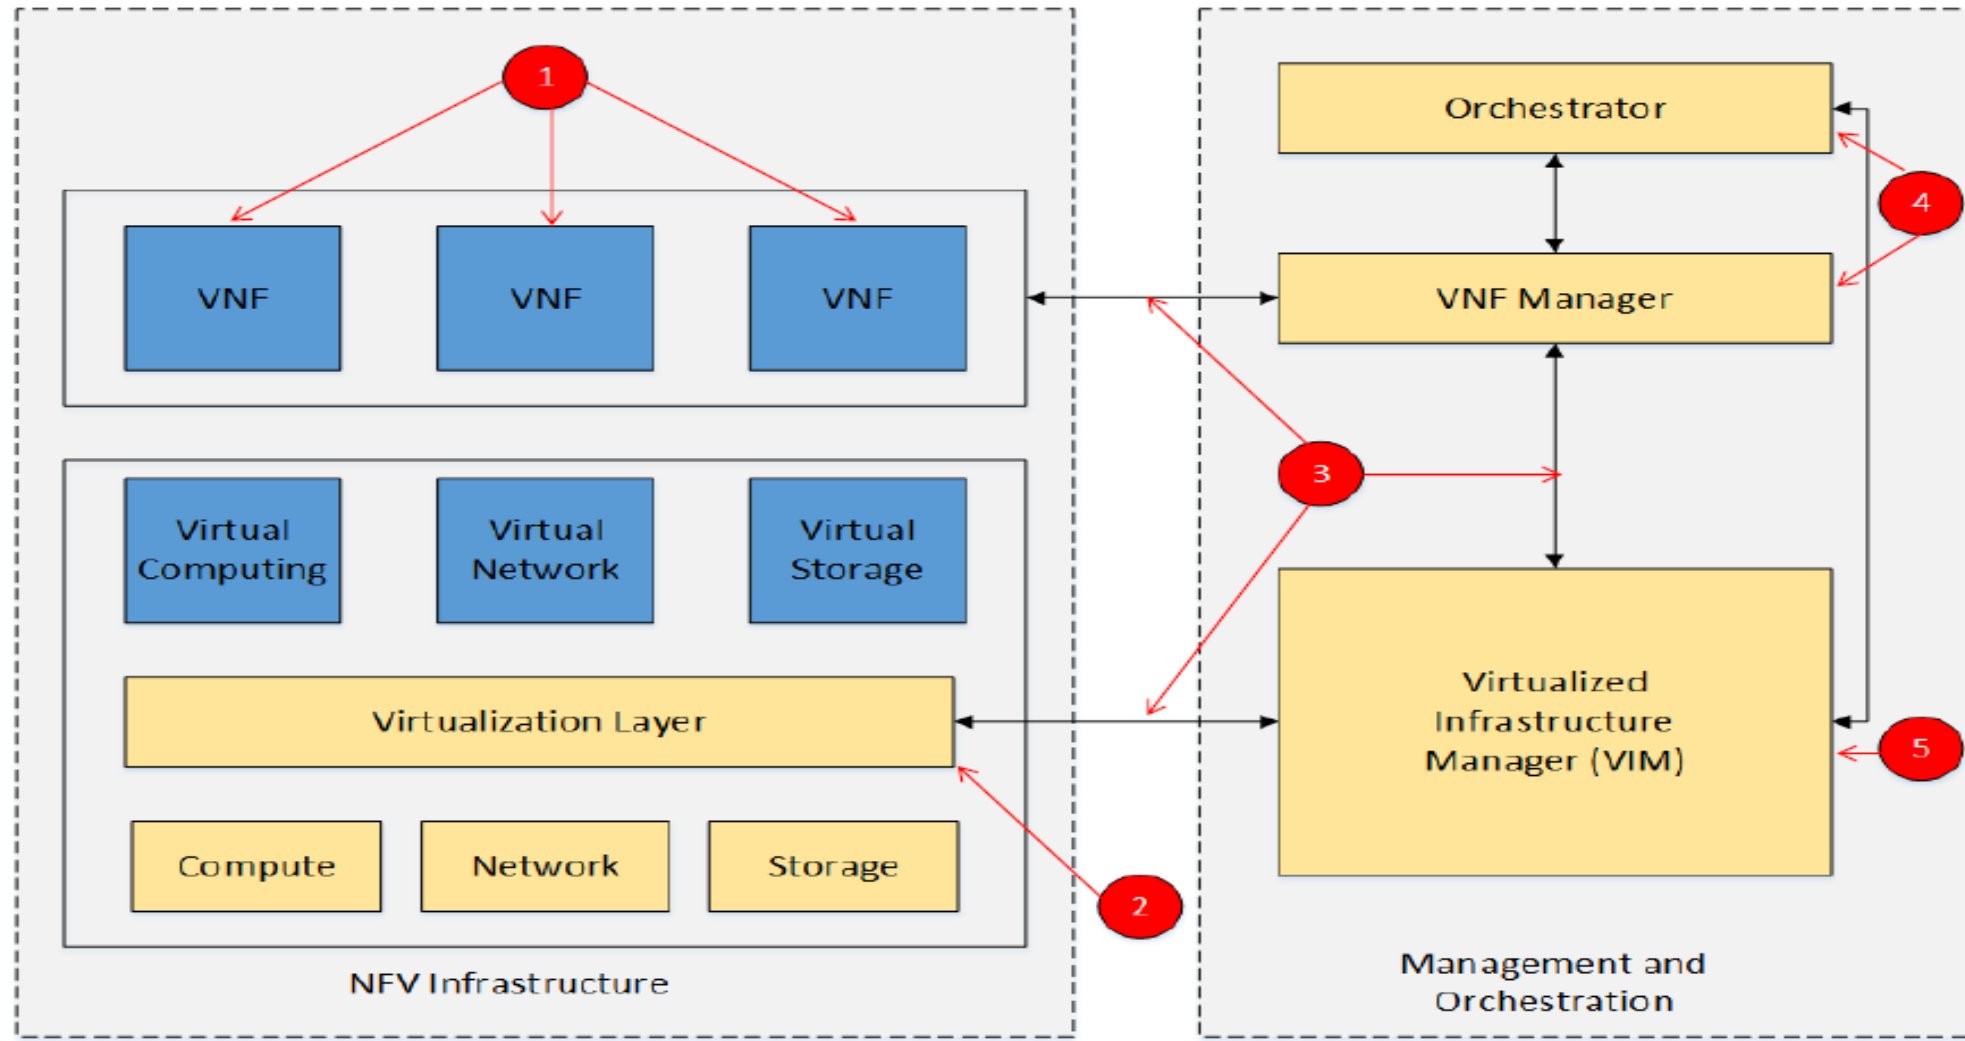 1
VNF
VNF
VNF
Virtual
Computing
Virtual
Network
Virtual
Storage
Virtualization Layer
Compute
Network
Storage
2
NFV Infrastructure
Orchestrator
4
VNF Manager
3
Virtualized
Infrastructure
Manager (VIM)
5
Management and
Orchestration